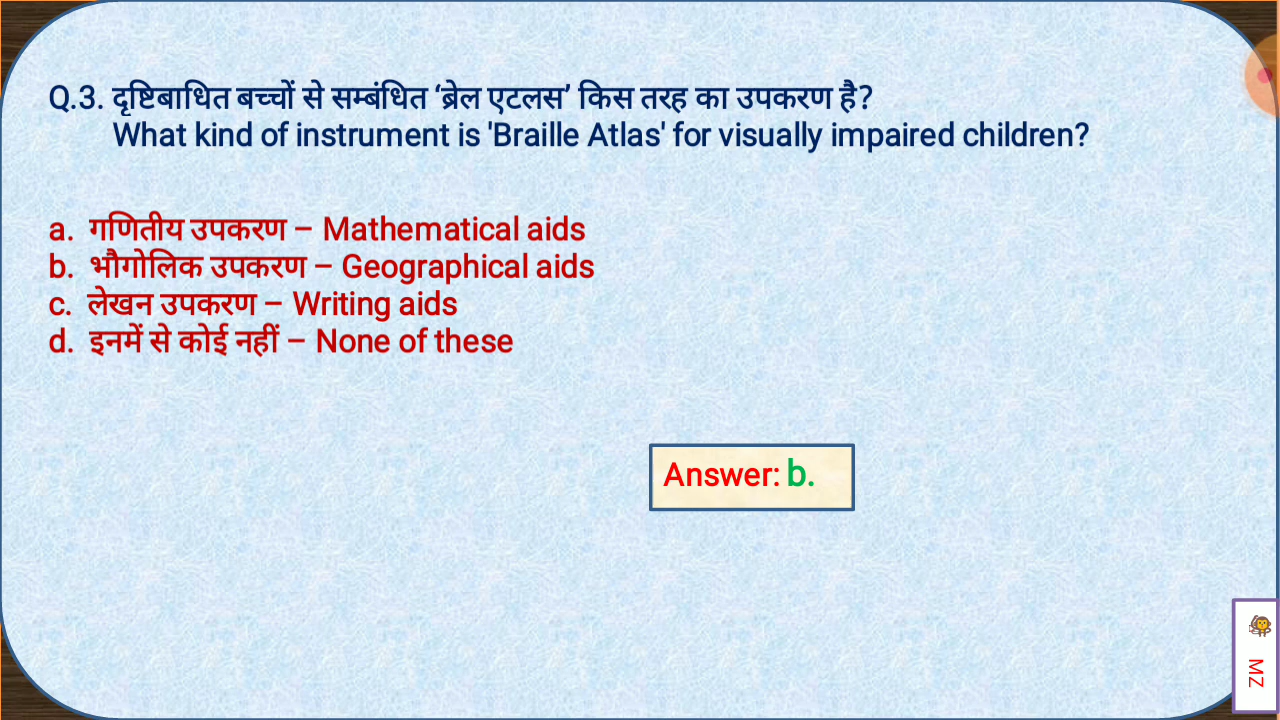 Q.3. दृष्टिबाधित बच्चों से सम्बंधित ‘ब्रेल एटलस’ किस तरह का उपकरण है?
What kind of instrument is 'Braille Atlas' for visually impaired children?
a. गणितीय उपकरण – Mathematical aids
b. भौगोलिक उपकरण – Geographical aids
c. लेखन उपकरण – Writing aids
d. इनमें से कोई नहीं – None of these
Answer: b.
MZ